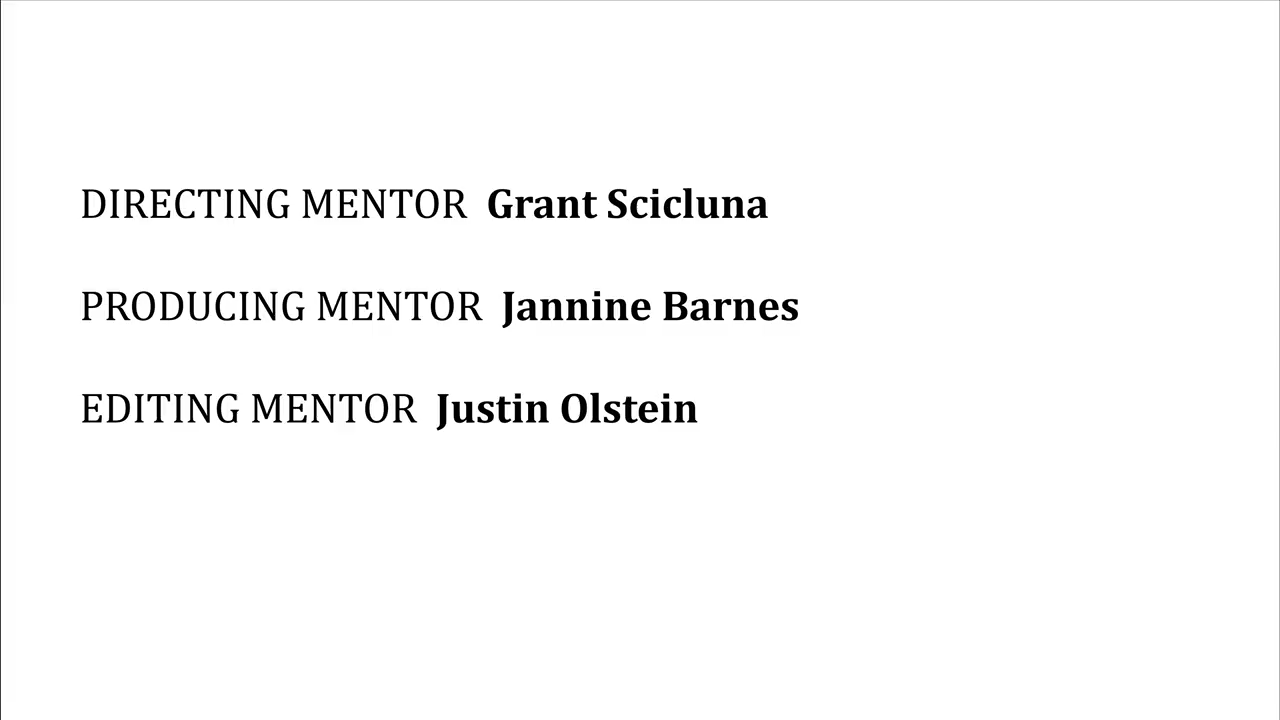 DIRECTING MENTOR Grant Scicluna
PRODUCING MENTOR Jannine Barnes
EDITING MENTOR Justin Olstein